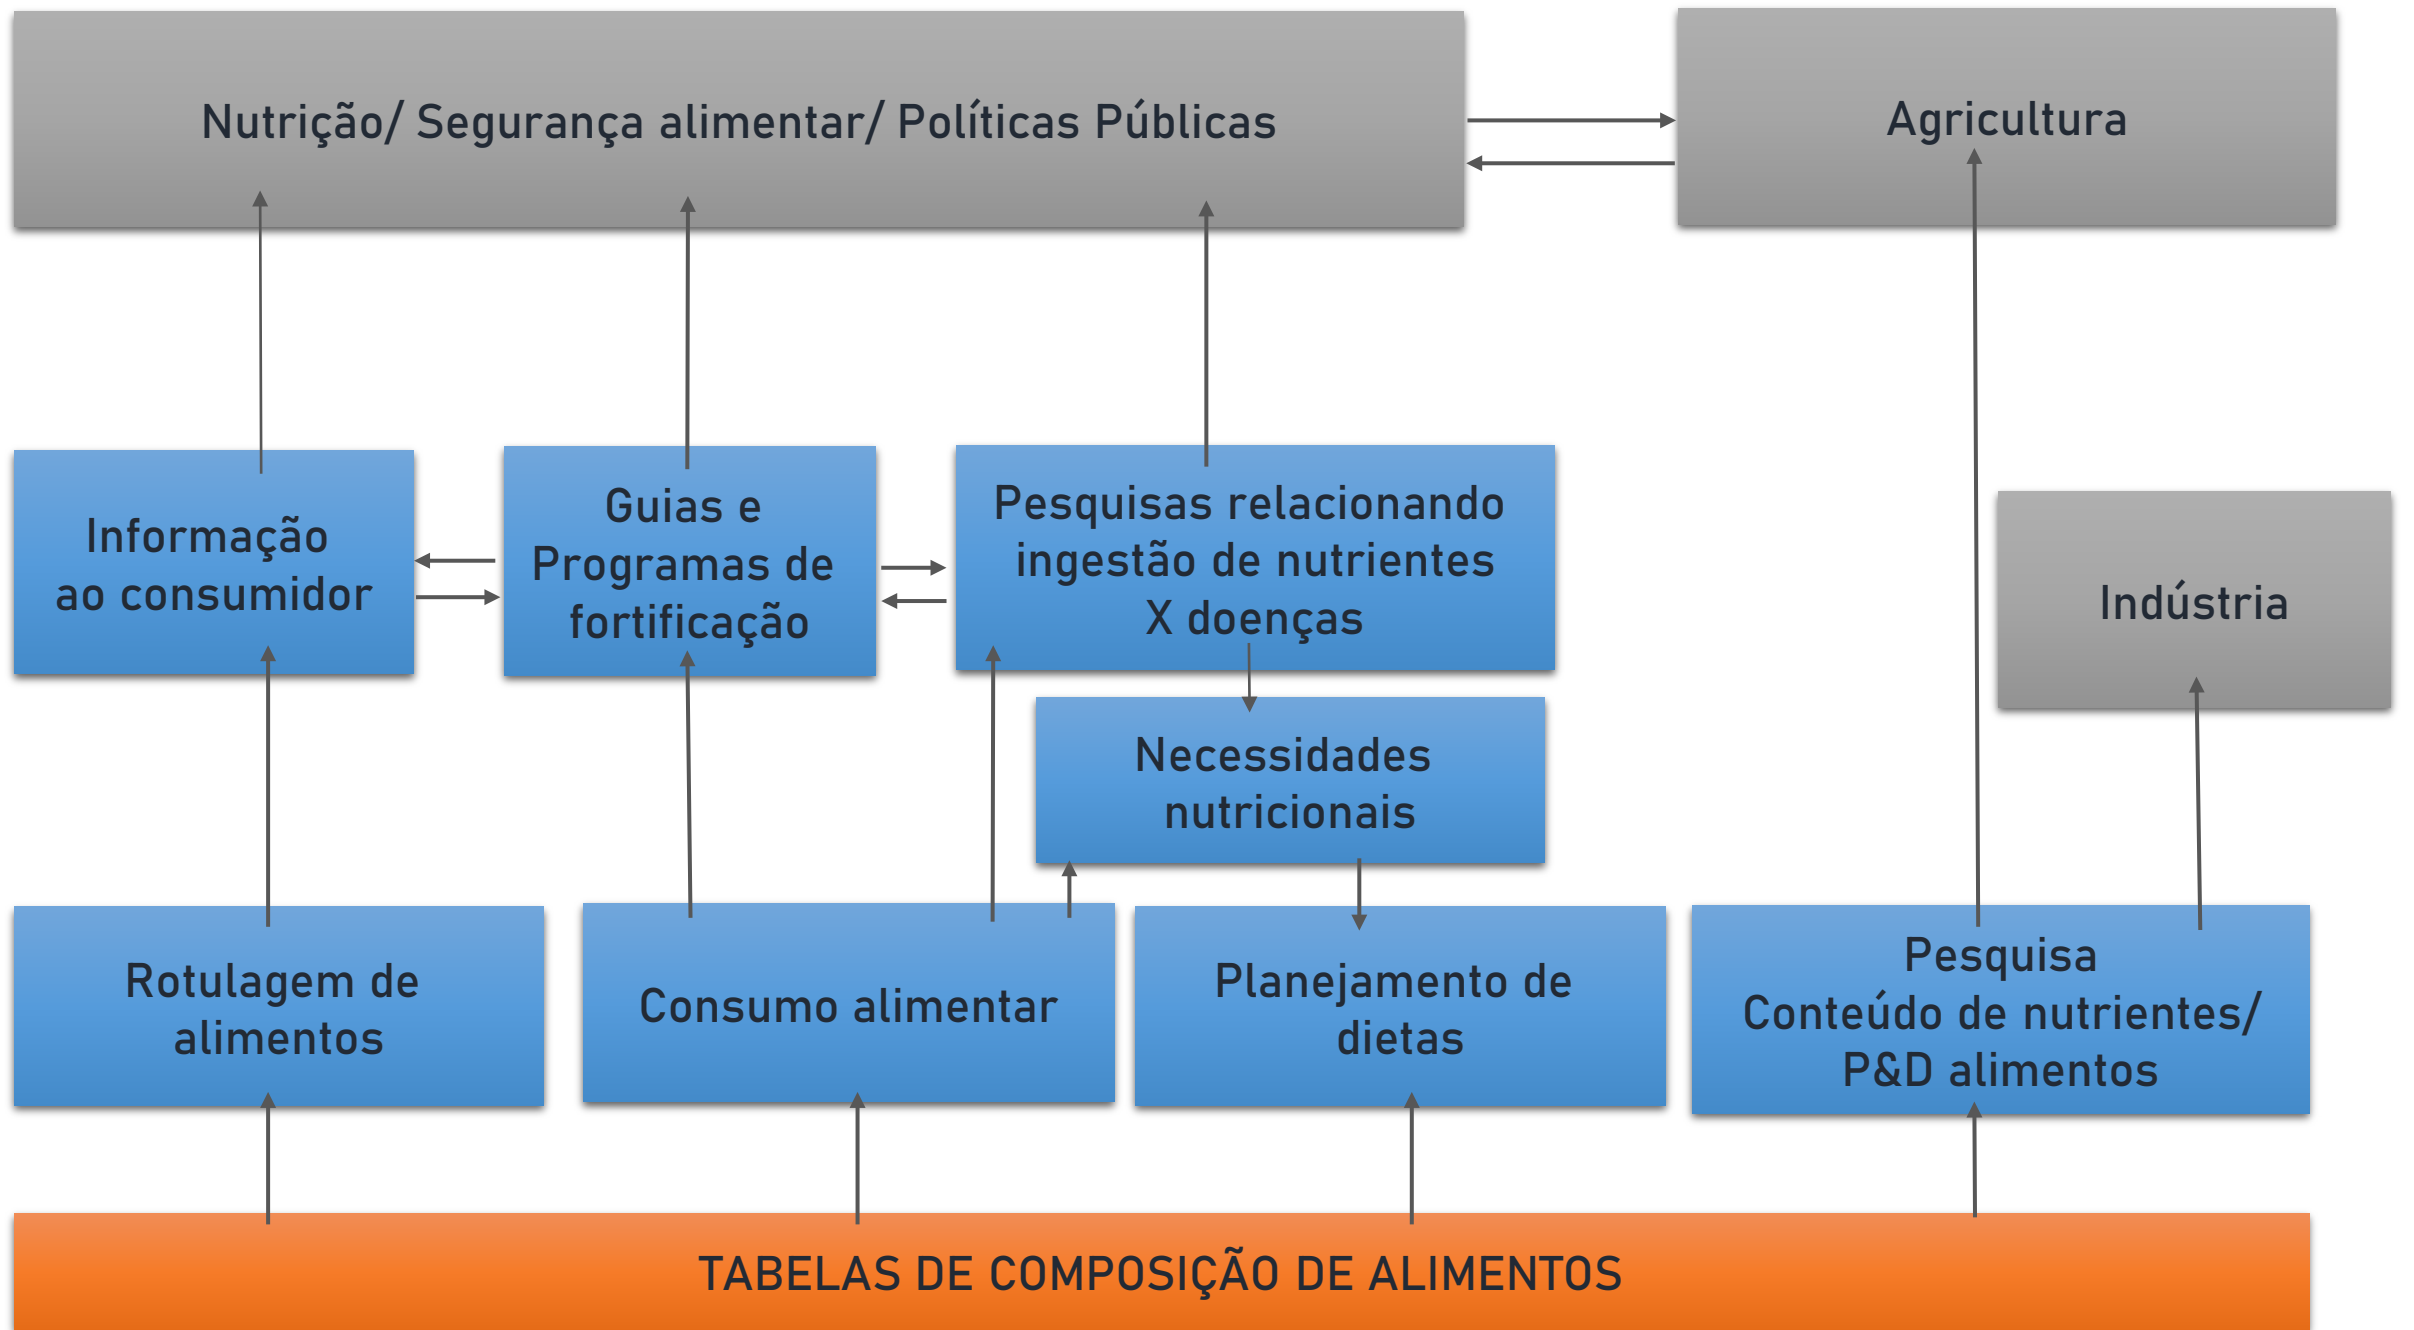 Nutrição/ Segurança alimentar/ Políticas Públicas
Agricultura
Informação
ao consumidor
Guias e
Programas de
fortificação
Pesquisas relacionando
ingestão de nutrientes
X doenças
Indústria
Necessidades
nutricionais
Rotulagem de
alimentos
Consumo alimentar
Planejamento de
dietas
Pesquisa
Conteúdo de nutrientes/
P&D alimentos
TABELAS DE COMPOSIÇÃO DE ALIMENTOS